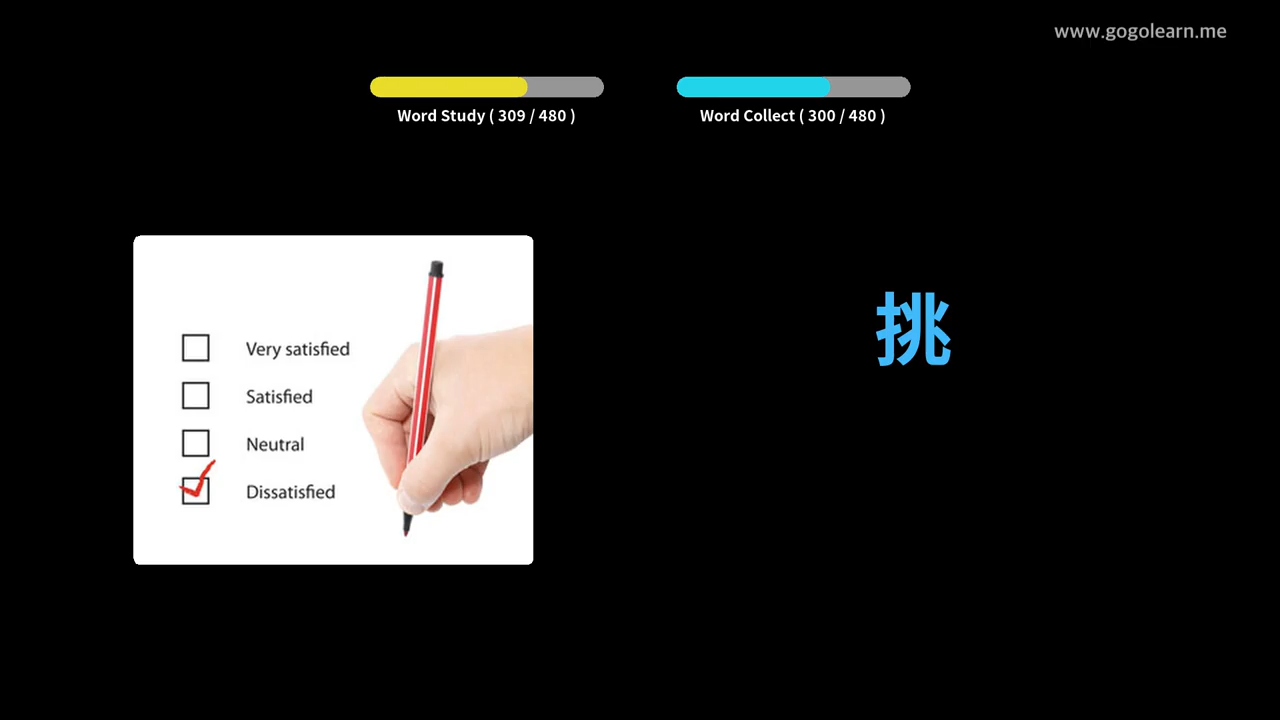 www.gogolearn.me
Word Study ( 309 / 480 )
Word Collect ( 300 / 480 )
挑
Very satisfied
Satisfied
Neutral
Dissatisfied